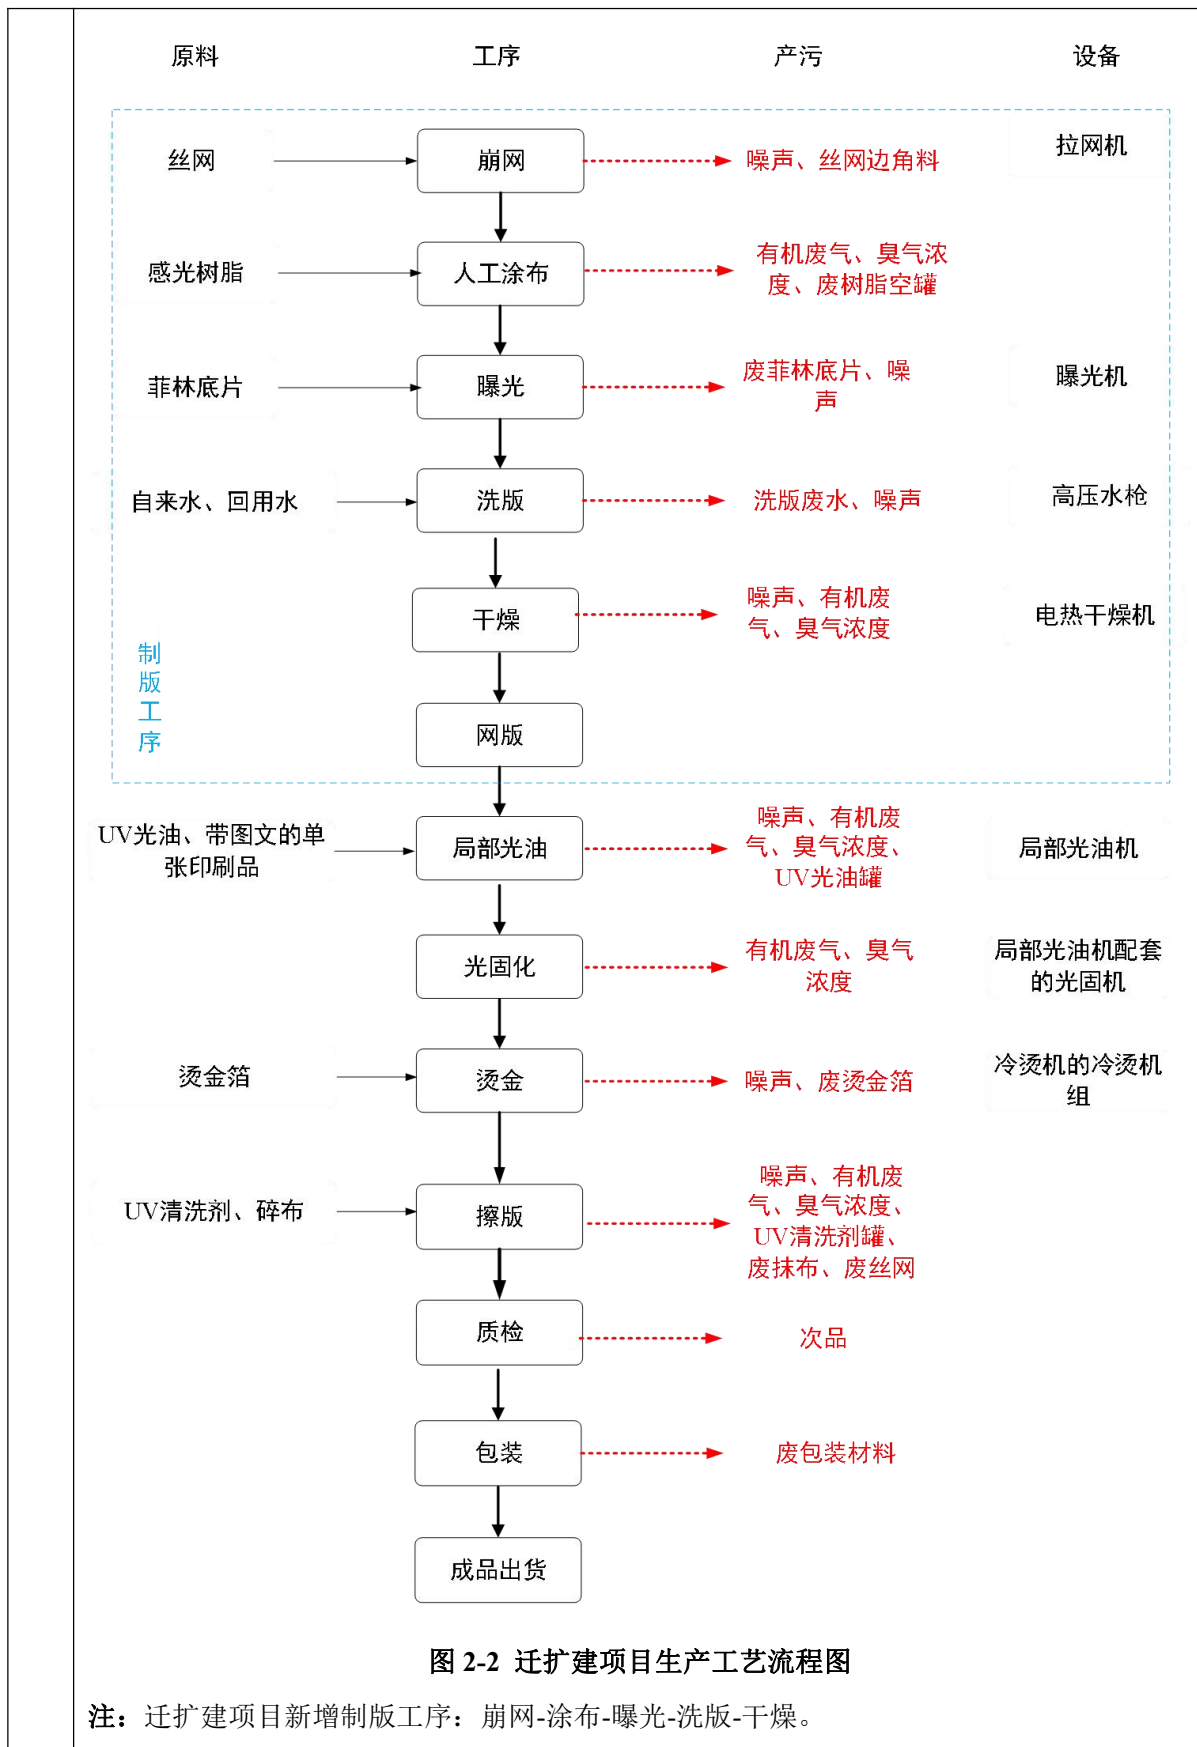 原料 工序 产污 设备
丝网 崩网 噪声、丝网边角料 拉网机
感光树脂 人工涂布 有机废气、臭气浓
度、废树脂空罐
菲林底片 曝光 废菲林底片、噪
声 曝光机
自来水、回用水 洗版 洗版废水、噪声 高压水枪
干燥 噪声、有机废
气、臭气浓度 电热干燥机
制
版
工
序
网版
UV光油、带图文的单
张印刷品 局部光油 噪声、有机废
气、臭气浓度、
UV光油罐 局部光油机
光固化 有机废气、臭气
浓度 局部光油机配套
的光固机
烫金箔 烫金 噪声、废烫金箔 冷烫机的冷烫机
组
UV清洗剂、碎布 擦版 噪声、有机废
气、臭气浓度、
UV清洗剂罐、
废抹布、废丝网
质检 次品
包装 废包装材料
成品出货
图 2-2 迁扩建项目生产工艺流程图
注：迁扩建项目新增制版工序：崩网-涂布-曝光-洗版-干燥。